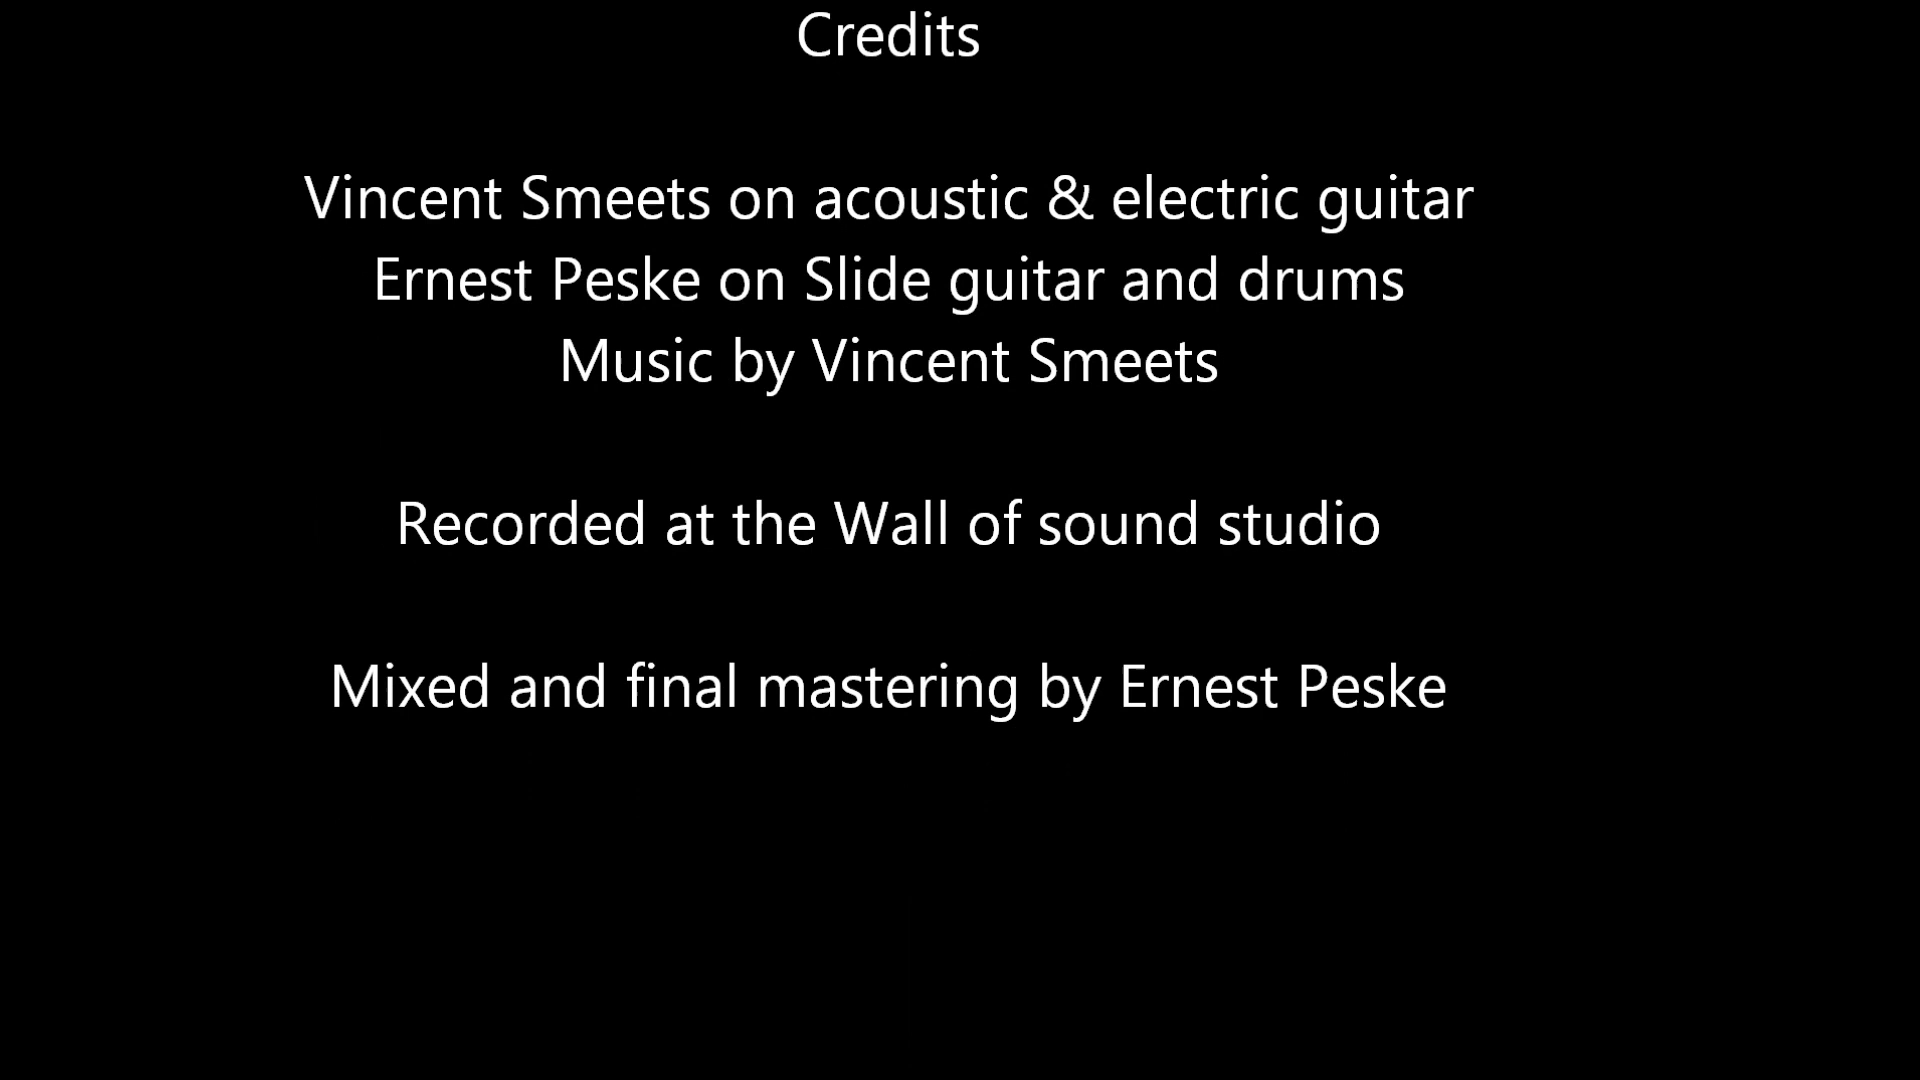 Credits
Vincent Smeets on acoustic & electric guitar
Ernest Peske on Slide guitar and drums
Music by Vincent Smeets
Recorded at the Wall of sound studio
Mixed and final mastering by Ernest Peske